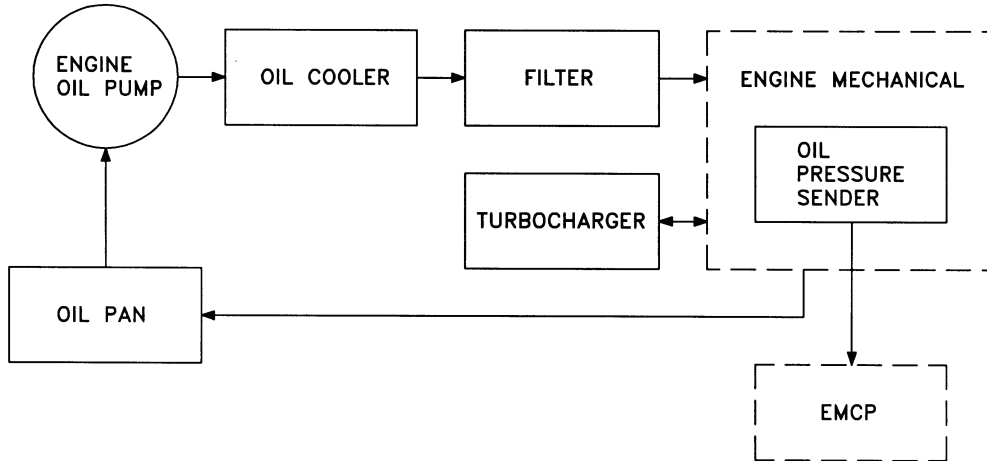 ENGINE
OIL PUMP
OIL COOLER
FILTER
ENGINE MECHANICAL
OIL
PRESSURE
SENDER
TURBOCHARGER
OIL PAN
EMCP